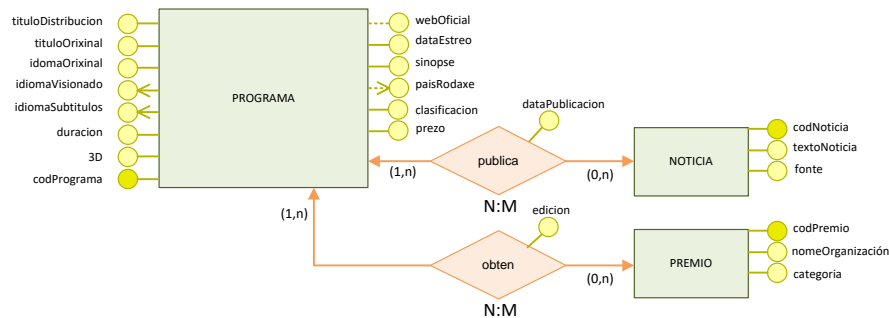 tituloDistribucion
tituloOrixinal
idomaOrixinal
idiomaVisionado
idiomaSubtitulos
duracion
3D
codPrograma
PROGRAMA
webOficial
dataEstreo
sinopse
paisRodaxe
clasificacion
prezo
dataPublicacion
publica
(1,n)
(0,n)
N:M
NOTICIA
codNoticia
textoNoticia
fonte
(1,n)
edicion
obten
(0,n)
N:M
PREMIO
codPremio
nomeOrganización
categoria